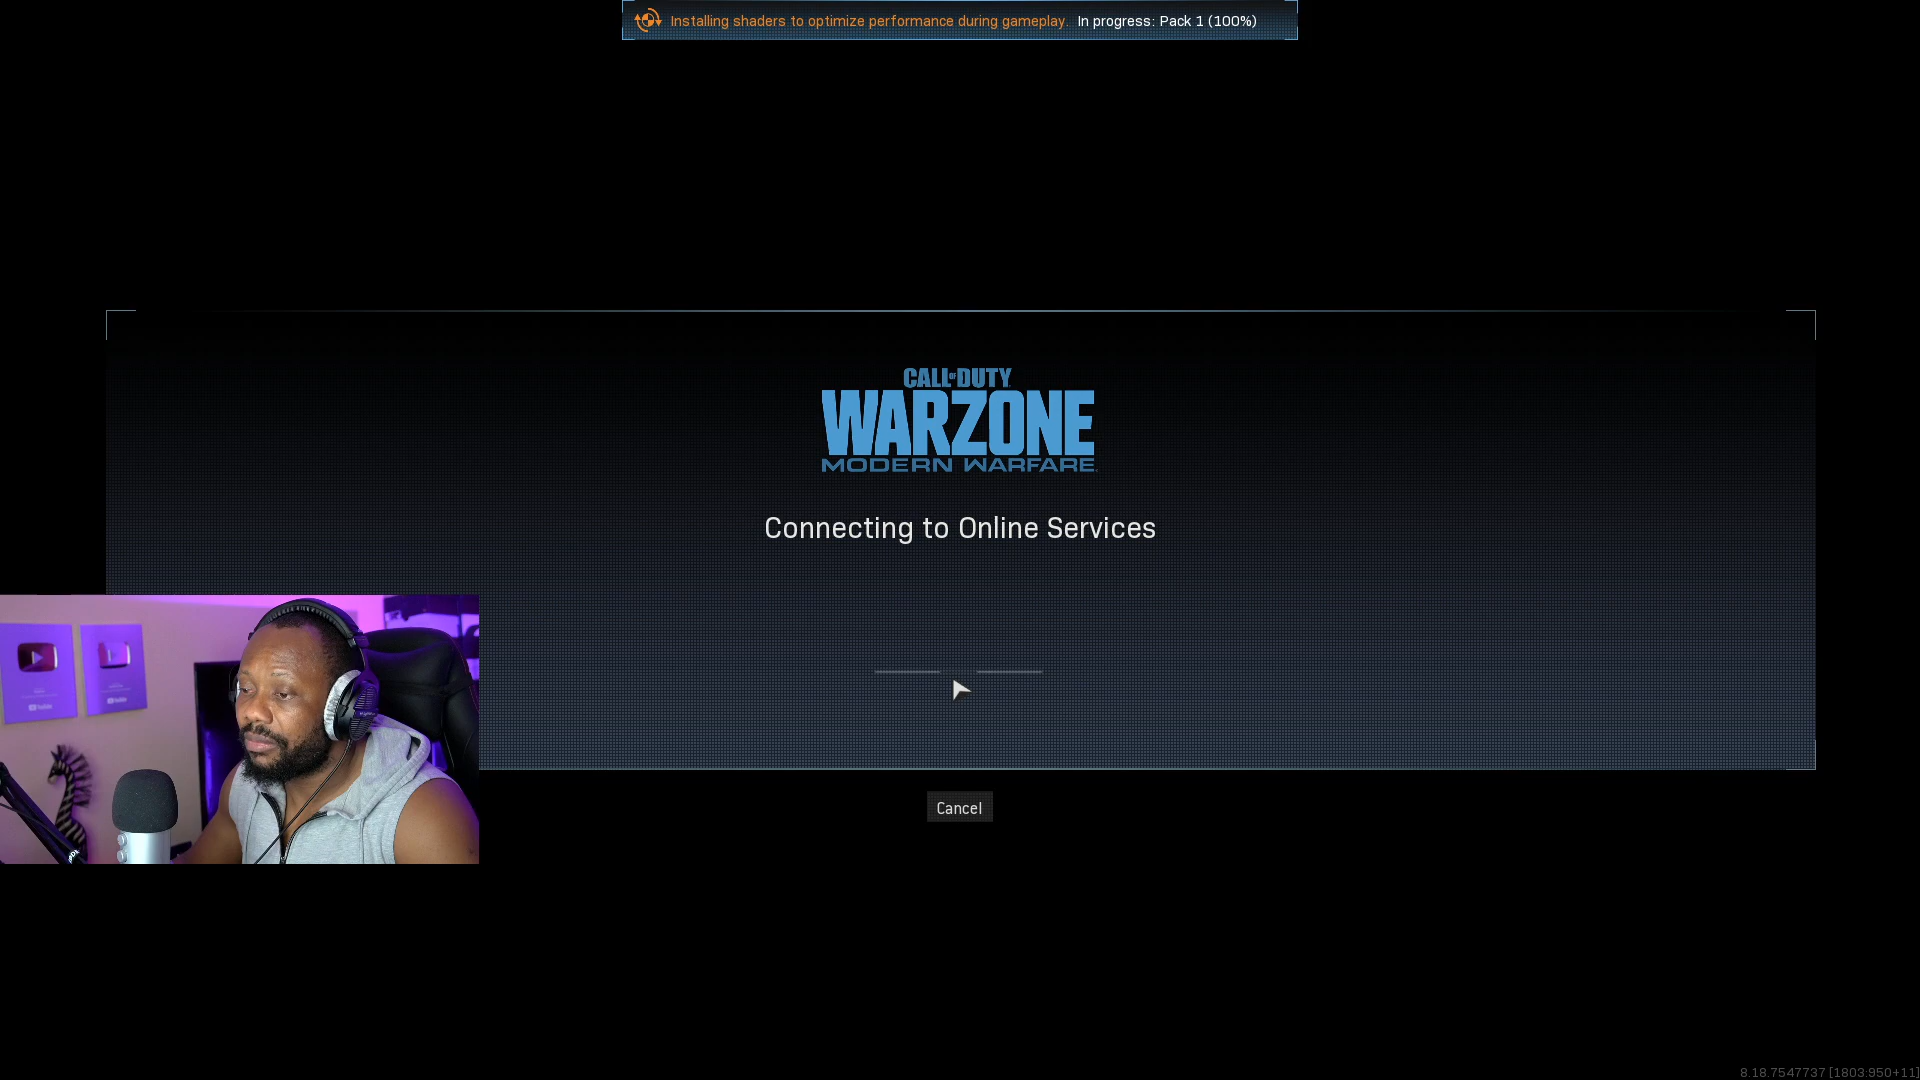 Installing shaders to optimize performance during gameplay. In progress: Pack 1 (100%)
CALL OF DUTY
WARZONE
MODERN WARFARE
Connecting to Online Services
Cancel
8.18.7547737 [1803:950+11]